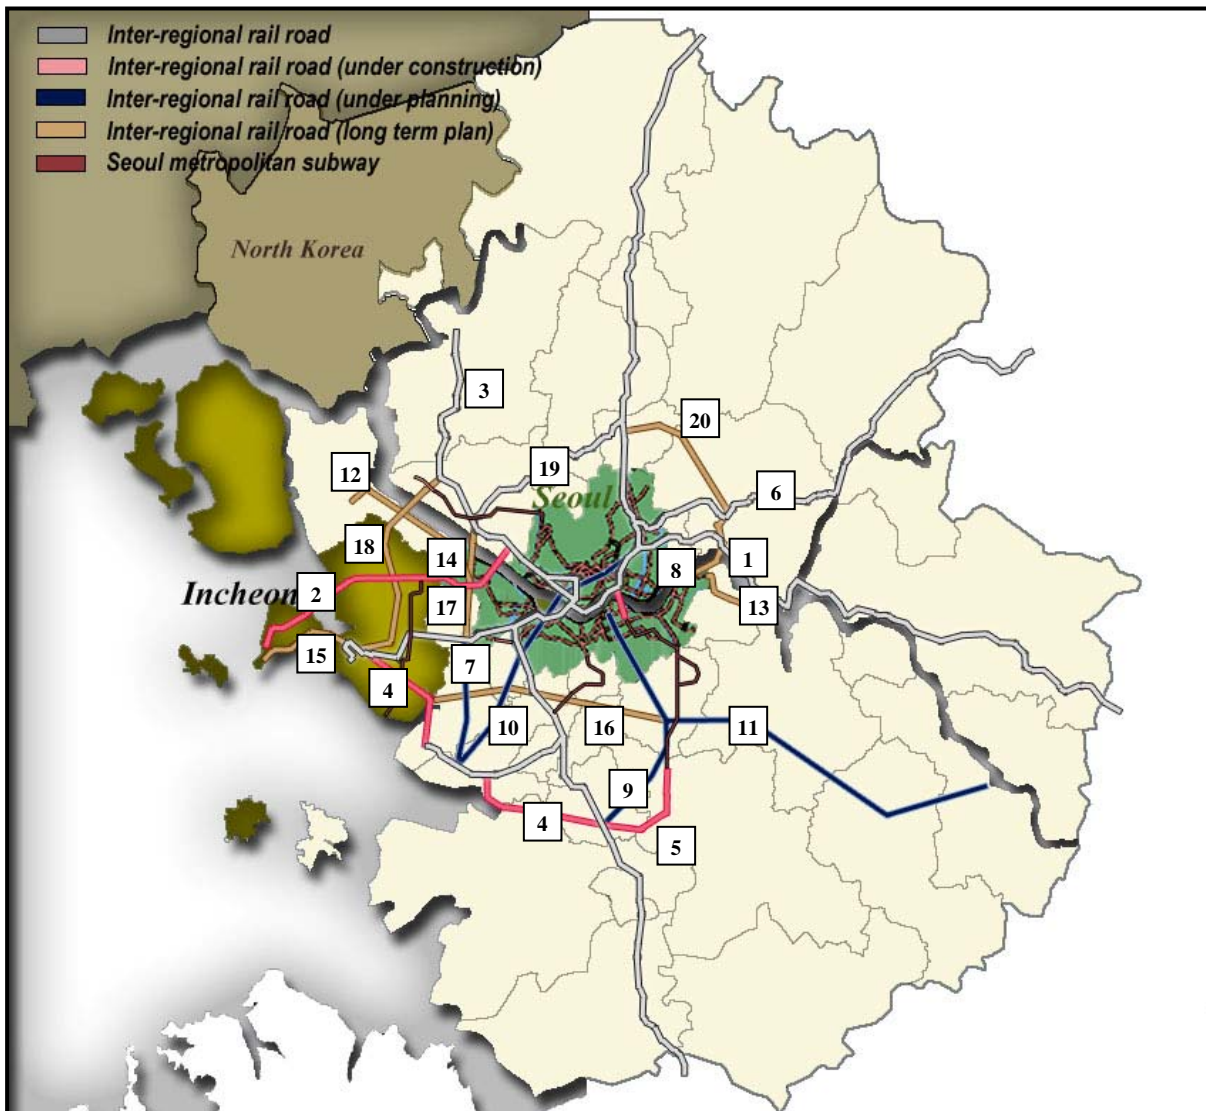 Inter-regional rail road
Inter-regional rail road (under construction)
Inter-regional rail road (under planning)
Inter-regional rail road (long term plan)
Seoul metropolitan subway
North Korea
3
20
12
19
Seoul
6
18
14
8
1
Incheon
2
17
13
15
7
4
10
16
11
9
4
5